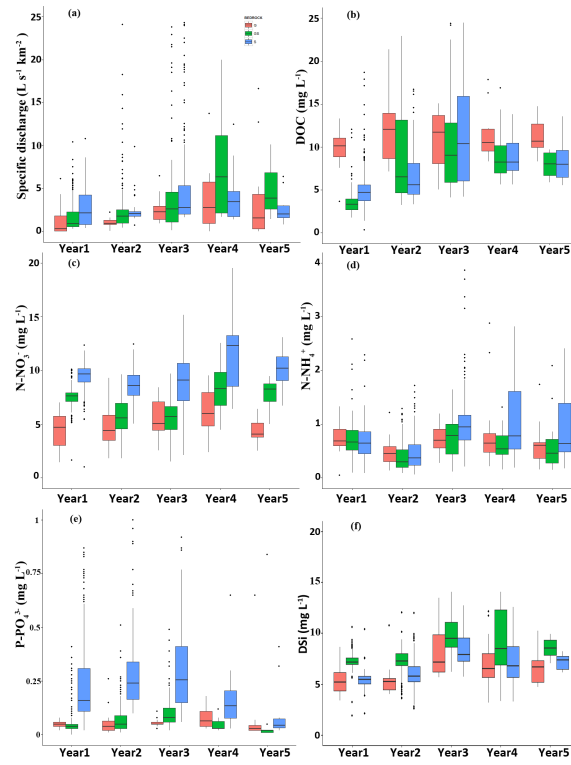 (a)
BEDROCK
G
GS
S
Specific discharge (L s-1 km-2)
25
20
15
10
5
0
Year1 Year2 Year3 Year4 Year5
(b)
DOC (mg L-1)
25
20
15
10
5
0
Year1 Year2 Year3 Year4 Year5
(c)
N-NO3- (mg L-1)
20
15
10
5
0
Year1 Year2 Year3 Year4 Year5
(d)
N-NH4+ (mg L-1)
4
3
2
1
0
Year1 Year2 Year3 Year4 Year5
(e)
P-PO43- (mg L-1)
1
0.75
0.5
0.25
0
Year1 Year2 Year3 Year4 Year5
(f)
DSi (mg L-1)
20
15
10
5
0
Year1 Year2 Year3 Year4 Year5